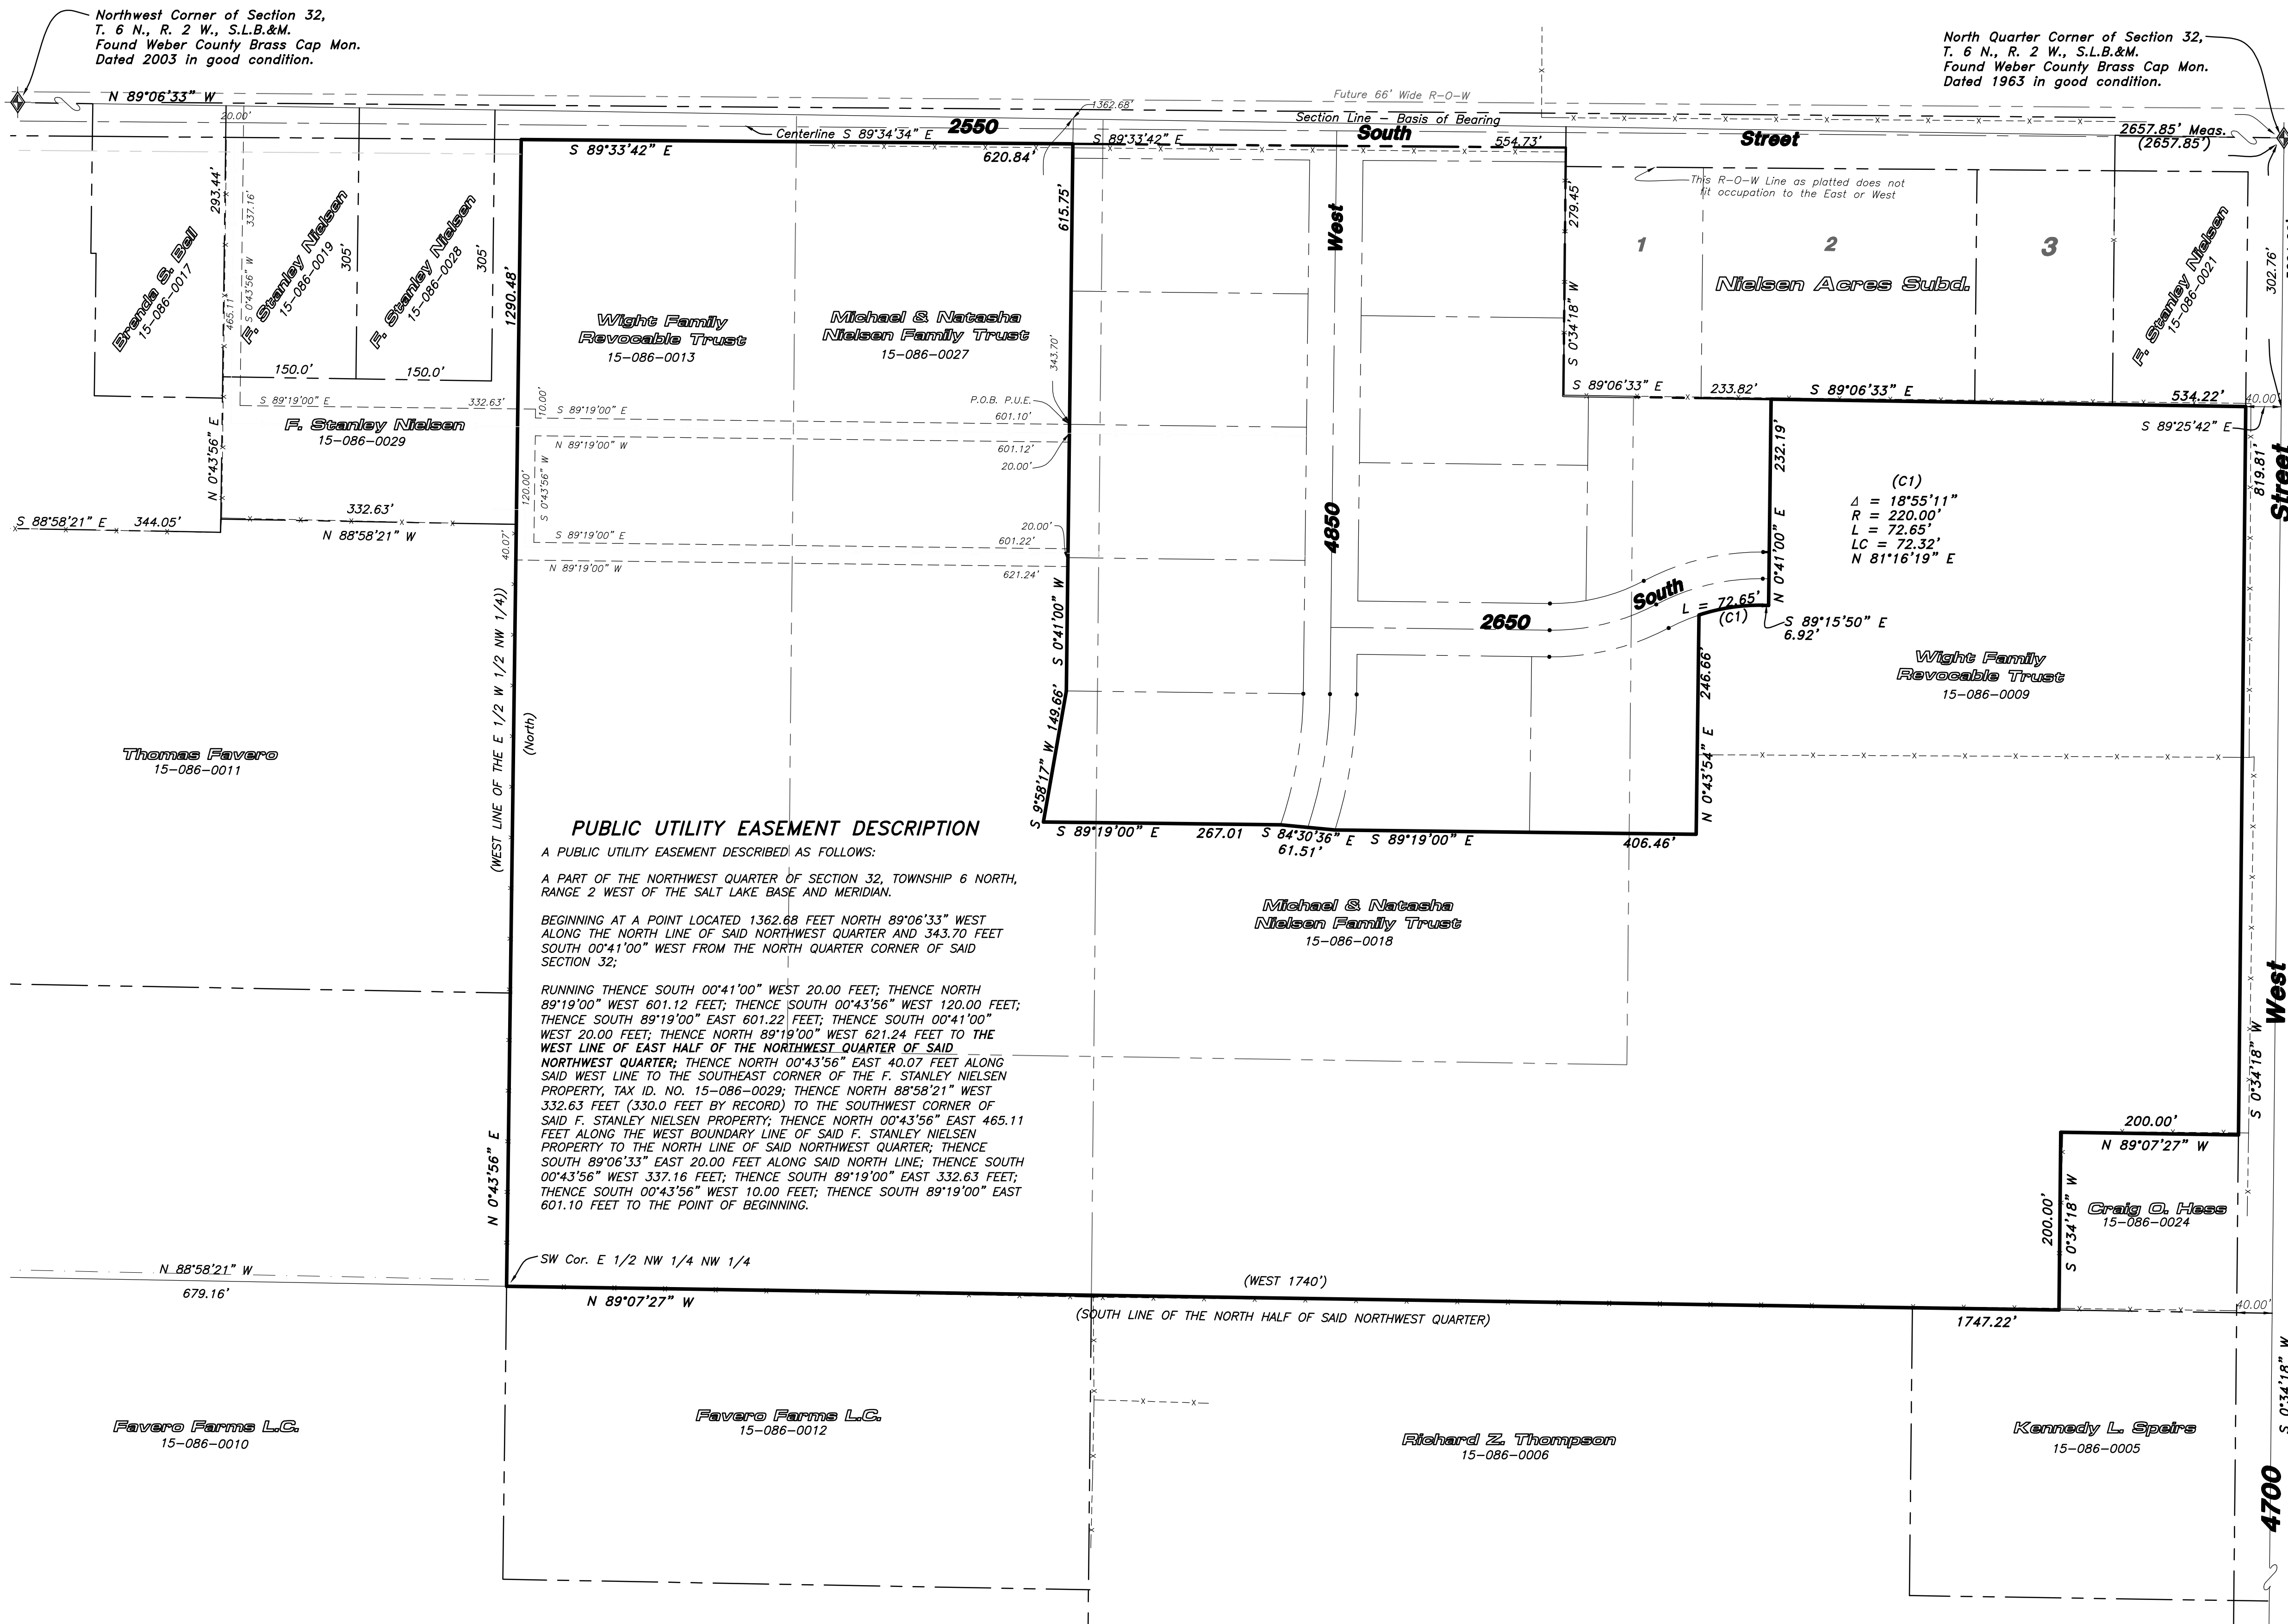 Northwest Corner of Section 32,
T. 6 N., R. 2 W., S.L.B.&M.
Found Weber County Brass Cap Mon.
Dated 2003 in good condition.
North Quarter Corner of Section 32,
T. 6 N., R. 2 W., S.L.B.&M.
Found Weber County Brass Cap Mon.
Dated 1963 in good condition.
N 89°06'33" W
Future 66' Wide R-O-W
1362.68'
Section Line - Basis of Bearing
20.00'
Centerline S 89°34'34" E
2550
South
Street
2657.85' Meas.
(2657.85')
S 89°33'42" E
620.84'
S 89°33'42" E
554.73'
This R-O-W Line as platted does not
fit occupation to the East or West
293.44'
337.16'
S 0°43'56" W
465.11'
305'
305'
1290.48'
615.75'
West
279.45'
S 0°34'18" W
1
2
3
Nielsen Acres Subd.
302.76'
Brenda S. Bell
15-086-0017
F. Stanley Nielsen
15-086-0019
F. Stanley Nielsen
15-086-0028
F. Stanley Nielsen
15-086-0021
Wight Family
Revocable Trust
15-086-0013
Michael & Natasha
Nielsen Family Trust
15-086-0027
343.70'
150.0'
150.0'
S 89°06'33" E
233.82'
S 89°06'33" E
534.22'
40.00'
S 89°25'42" E
S 89°19'00" E
332.63'
10.00'
S 89°19'00" E
P.O.B. P.U.E.
601.10'
F. Stanley Nielsen
15-086-0029
N 89°19'00" W
601.12'
20.00'
N 0°43'56" E
120.00'
S 0°43'56" W
232.19'
819.81'
Street
(C1)
Δ = 18°55'11"
R = 220.00'
L = 72.65'
LC = 72.32'
N 81°16'19" E
S 88°58'21" E
344.05'
332.63'
N 88°58'21" W
40.07'
S 89°19'00" E
20.00'
601.22'
N 89°19'00" W
621.24'
4850
N 0°41'00" E
South
L = 72.65'
(C1)
S 89°15'50" E
6.92'
2650
(WEST LINE OF THE E 1/2 W 1/2 NW 1/4))
(North)
S 0°41'00" W
149.66'
S 9°58'17" W
246.66'
N 0°43'54" E
Wight Family
Revocable Trust
15-086-0009
Thomas Favero
15-086-0011
S 89°19'00" E
267.01
S 84°30'36" E
61.51'
S 89°19'00" E
406.46'
Michael & Natasha
Nielsen Family Trust
15-086-0018
PUBLIC UTILITY EASEMENT DESCRIPTION
A PUBLIC UTILITY EASEMENT DESCRIBED AS FOLLOWS:
A PART OF THE NORTHWEST QUARTER OF SECTION 32, TOWNSHIP 6 NORTH,
RANGE 2 WEST OF THE SALT LAKE BASE AND MERIDIAN.
BEGINNING AT A POINT LOCATED 1362.68 FEET NORTH 89°06'33" WEST
ALONG THE NORTH LINE OF SAID NORTHWEST QUARTER AND 343.70 FEET
SOUTH 00°41'00" WEST FROM THE NORTH QUARTER CORNER OF SAID
SECTION 32;
RUNNING THENCE SOUTH 00°41'00" WEST 20.00 FEET; THENCE NORTH
89°19'00" WEST 601.12 FEET; THENCE SOUTH 00°43'56" WEST 120.00 FEET;
THENCE SOUTH 89°19'00" EAST 601.22 FEET; THENCE SOUTH 00°41'00"
WEST 20.00 FEET; THENCE NORTH 89°19'00" WEST 621.24 FEET TO THE
WEST LINE OF EAST HALF OF THE NORTHWEST QUARTER OF SAID
NORTHWEST QUARTER; THENCE NORTH 00°43'56" EAST 40.07 FEET ALONG
SAID WEST LINE TO THE SOUTHEAST CORNER OF THE F. STANLEY NIELSEN
PROPERTY, TAX ID. NO. 15-086-0029; THENCE NORTH 88°58'21" WEST
332.63 FEET (330.0 FEET BY RECORD) TO THE SOUTHWEST CORNER OF
SAID F. STANLEY NIELSEN PROPERTY; THENCE NORTH 00°43'56" EAST 465.11
FEET ALONG THE WEST BOUNDARY LINE OF SAID F. STANLEY NIELSEN
PROPERTY TO THE NORTH LINE OF SAID NORTHWEST QUARTER; THENCE
SOUTH 89°06'33" EAST 20.00 FEET ALONG SAID NORTH LINE; THENCE SOUTH
00°43'56" WEST 337.16 FEET; THENCE SOUTH 89°19'00" EAST 332.63 FEET;
THENCE SOUTH 00°43'56" WEST 10.00 FEET; THENCE SOUTH 89°19'00" EAST
601.10 FEET TO THE POINT OF BEGINNING.
West
S 0°34'18" W
200.00'
N 89°07'27" W
N 0°43'56" E
200.00'
S 0°34'18" W
Craig O. Hess
15-086-0024
SW Cor. E 1/2 NW 1/4 NW 1/4
N 88°58'21" W
679.16'
N 89°07'27" W
(WEST 1740')
(SOUTH LINE OF THE NORTH HALF OF SAID NORTHWEST QUARTER)
1747.22'
40.00'
S 0°34'18" W
Favero Farms L.C.
15-086-0010
Favero Farms L.C.
15-086-0012
Richard Z. Thompson
15-086-0006
Kennedy L. Speirs
15-086-0005
4700